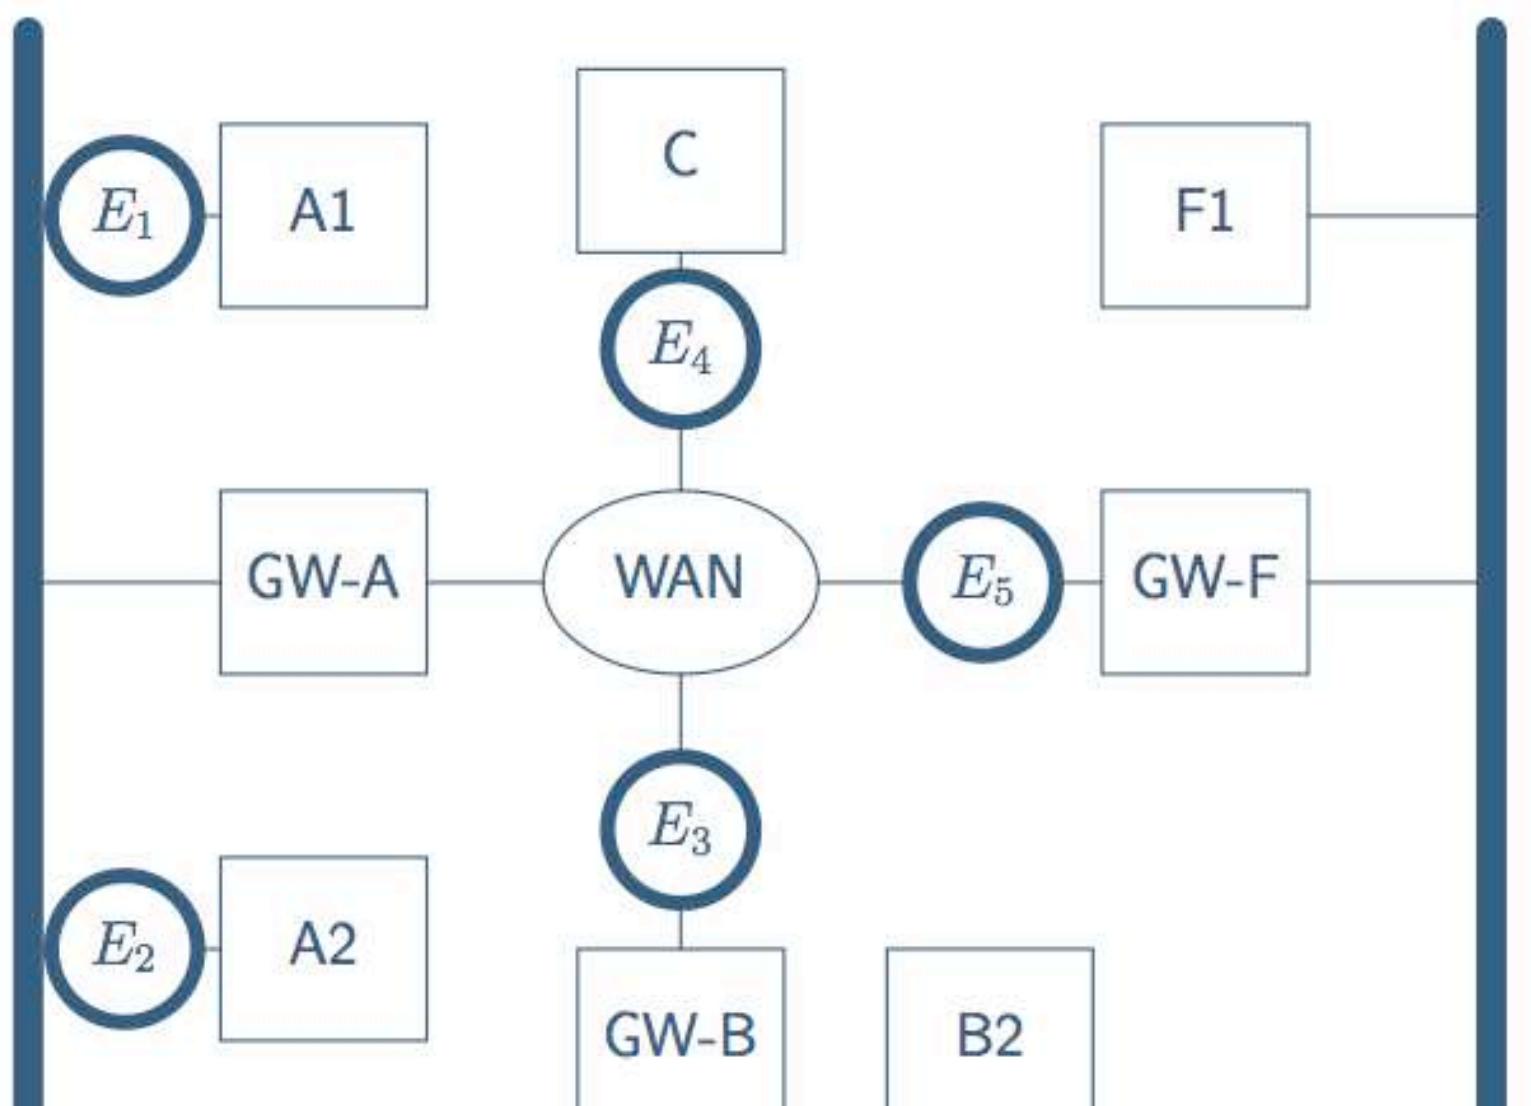 C
E₁ A1 F1
E₄
GW-A WAN E₅ GW-F
E₃
E₂ A2
GW-B B2